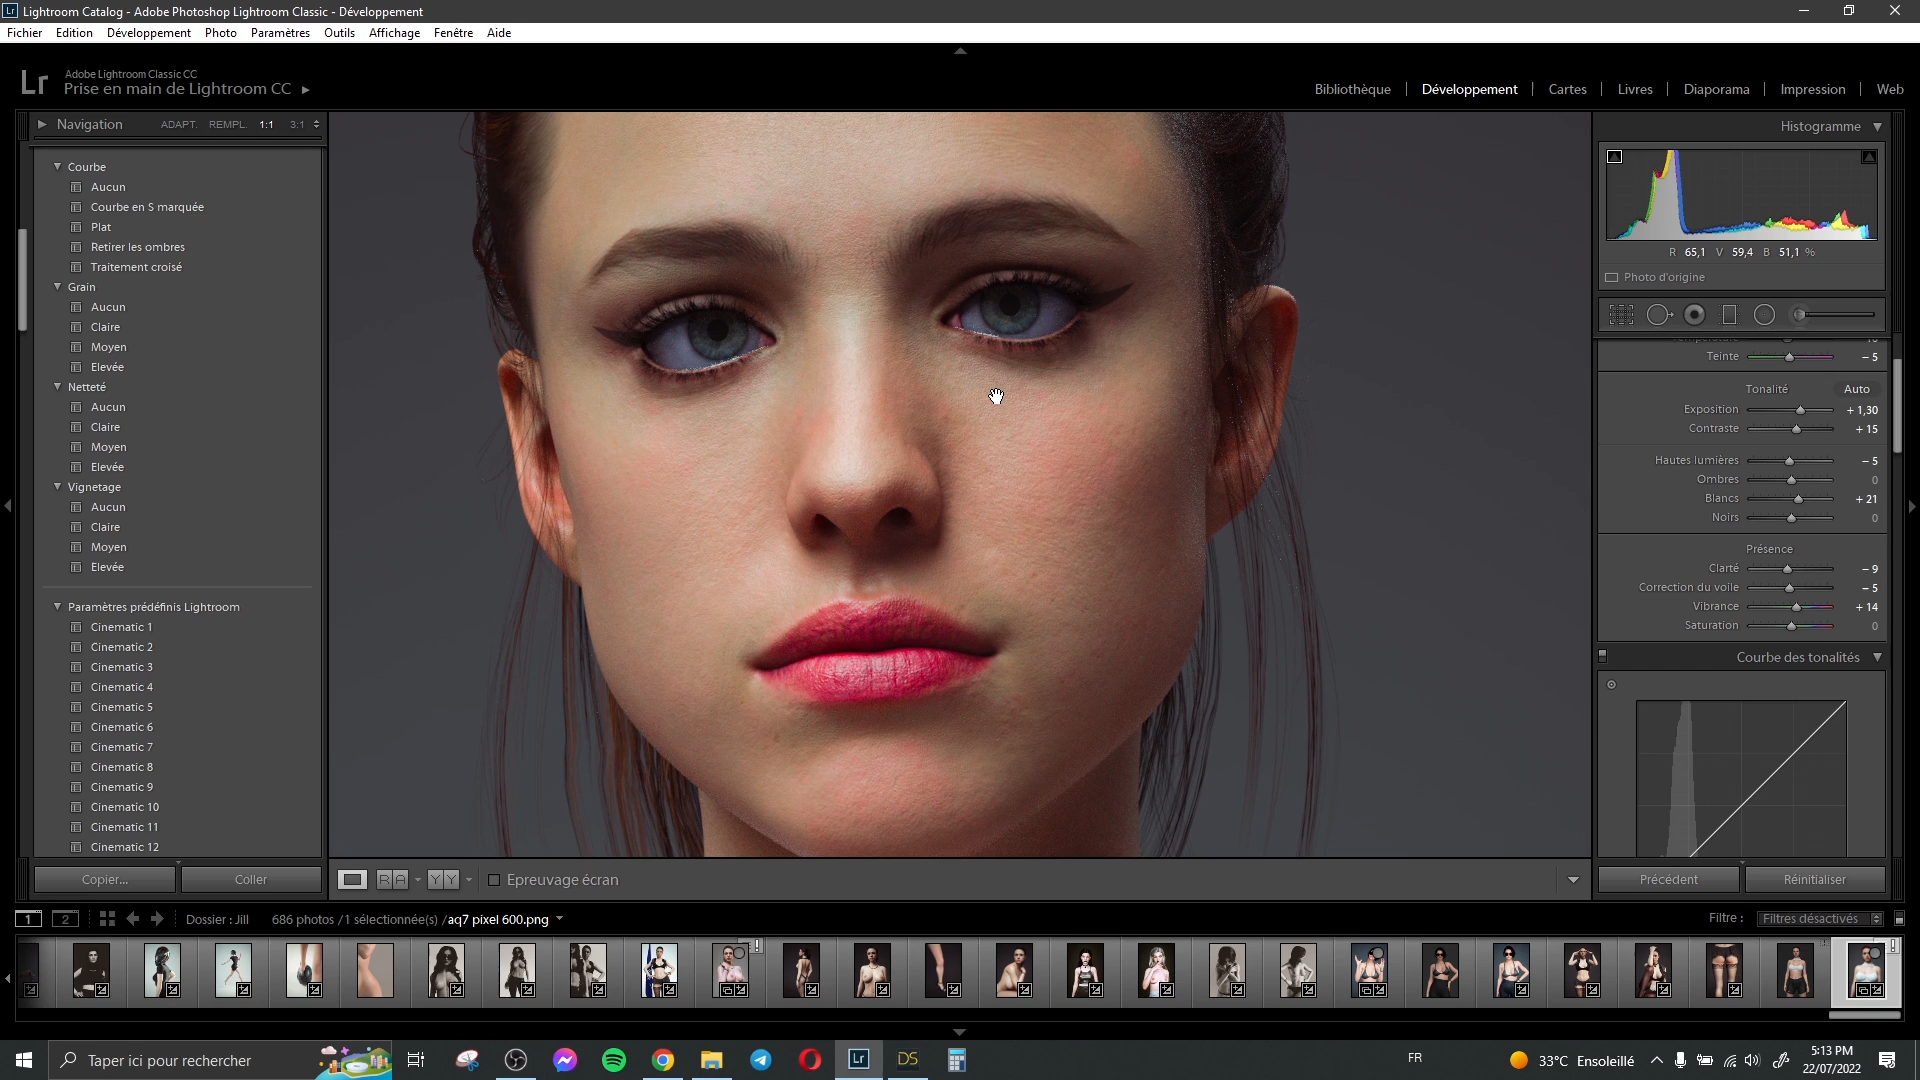 Lightroom Catalog - Adobe Photoshop Lightroom Classic - Développement
Fichier Edition Développement Photo Paramètres Outils Affichage Fenêtre Aide
Lr
Adobe Lightroom Classic CC
Prise en main de Lightroom CC
Bibliothèque | Développement | Cartes | Livres | Diaporama | Impression | Web
Navigation ADAPT. REMPL. 1:1 3:1
Courbe
Aucun
Courbe en S marquée
Plat
Retirer les ombres
Traitement croisé
Grain
Aucun
Claire
Moyen
Elevée
Netteté
Aucun
Claire
Moyen
Elevée
Vignetage
Aucun
Claire
Moyen
Elevée
Paramètres prédéfinis Lightroom
Cinematic 1
Cinematic 2
Cinematic 3
Cinematic 4
Cinematic 5
Cinematic 6
Cinematic 7
Cinematic 8
Cinematic 9
Cinematic 10
Cinematic 11
Cinematic 12
Copier... Coller
Histogramme
R 65,1 V 59,4 B 51,1 %
Photo d'origine
Teinte - 5
Tonalité Auto
Exposition + 1,30
Contraste + 15
Hautes lumières - 5
Ombres 0
Blancs + 21
Noirs 0
Présence
Clarté - 9
Correction du voile - 5
Vibrance + 14
Saturation 0
Courbe des tonalités
Précédent Réinitialiser
R A Y Y Epreuvage écran
1 2 Dossier : Jill 686 photos /1 sélectionnée(s) /aq7 pixel 600.png
Filtre : Filtres désactivés
Taper ici pour rechercher
Lr DS
FR
33°C Ensoleillé
5:13 PM
22/07/2022